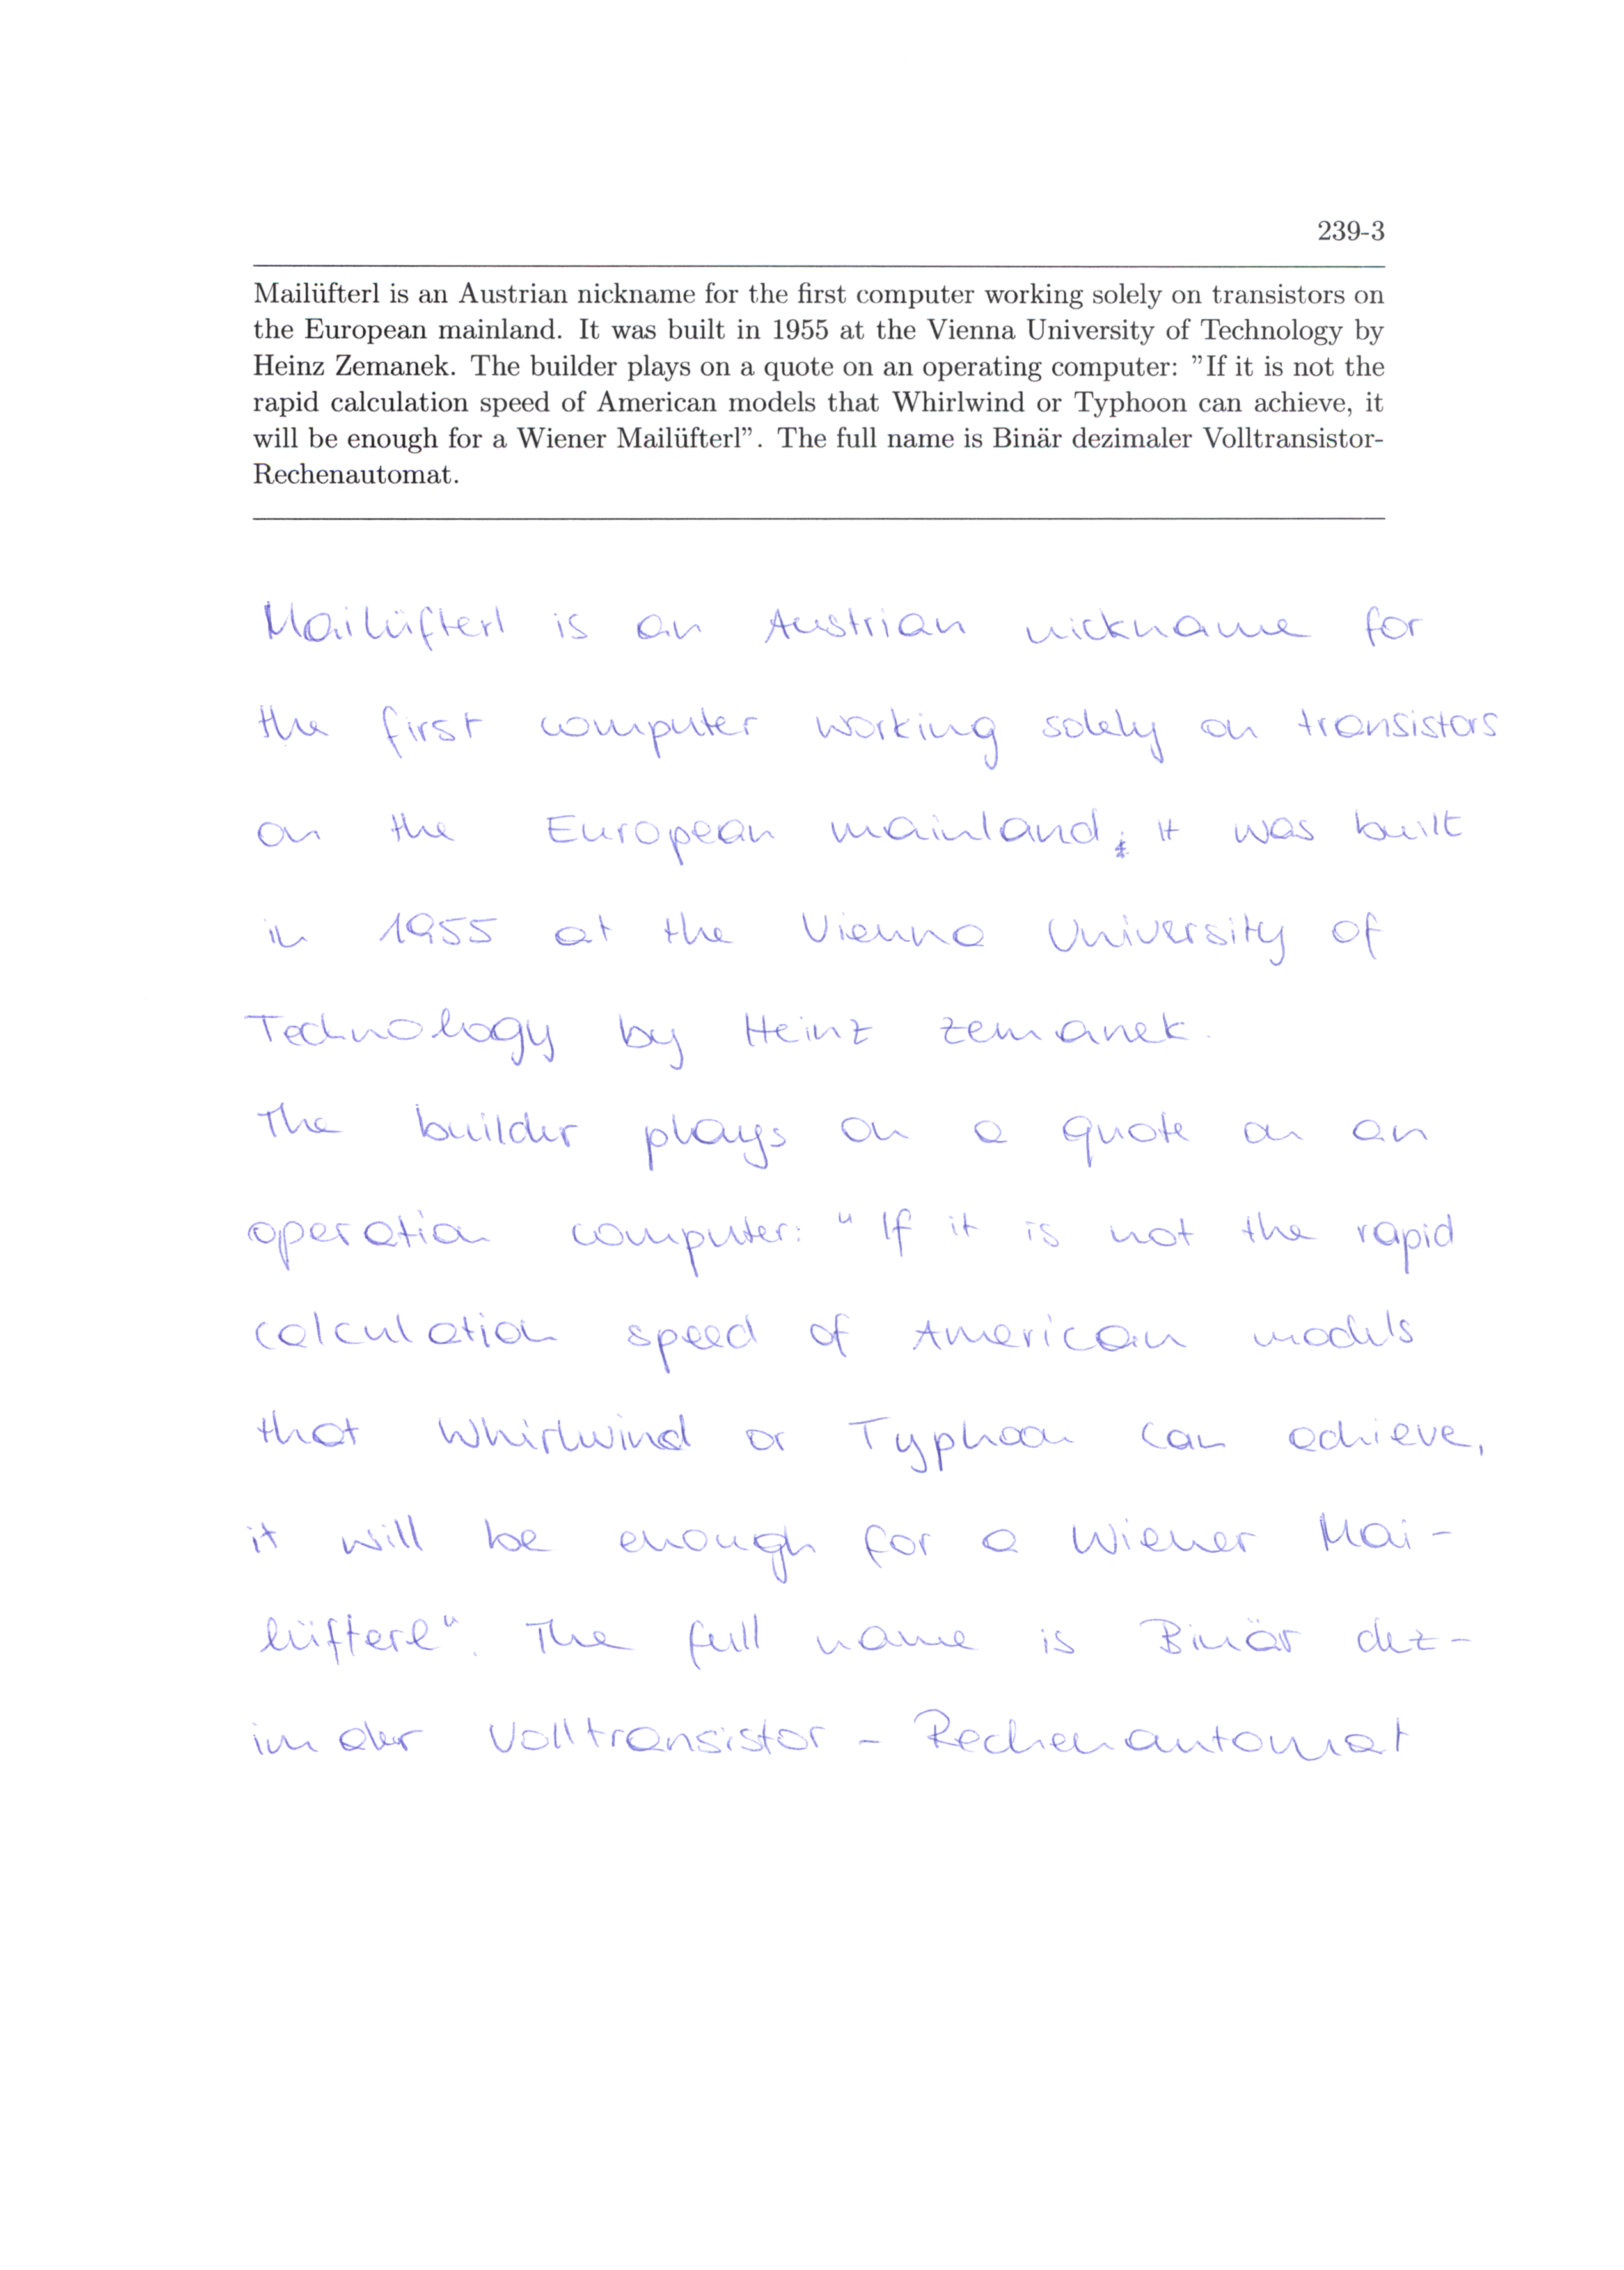 239-3
Mailüfterl is an Austrian nickname for the first computer working solely on transistors on
the European mainland. It was built in 1955 at the Vienna University of Technology by
Heinz Zemanek. The builder plays on a quote on an operating computer: ”If it is not the
rapid calculation speed of American models that Whirlwind or Typhoon can achieve, it
will be enough for a Wiener Mailüfterl”. The full name is Binär dezimaler Volltransistor-
Rechenautomat.
Mailüfterl is an Austrian nickname for
the first computer working solely on transistors
on the European mainland; it was built
in 1955 at the Vienna University of
Technology by Heinz Zemanek.
The builder plays on a quote on an
operation computer: "If it is not the rapid
calculation speed of American models
that Whirlwind or Typhoon can achieve,
it will be enough for a Wiener Mai-
lüfterl". The full name is Binär dez-
imaler Volltransistor - Rechenautomat